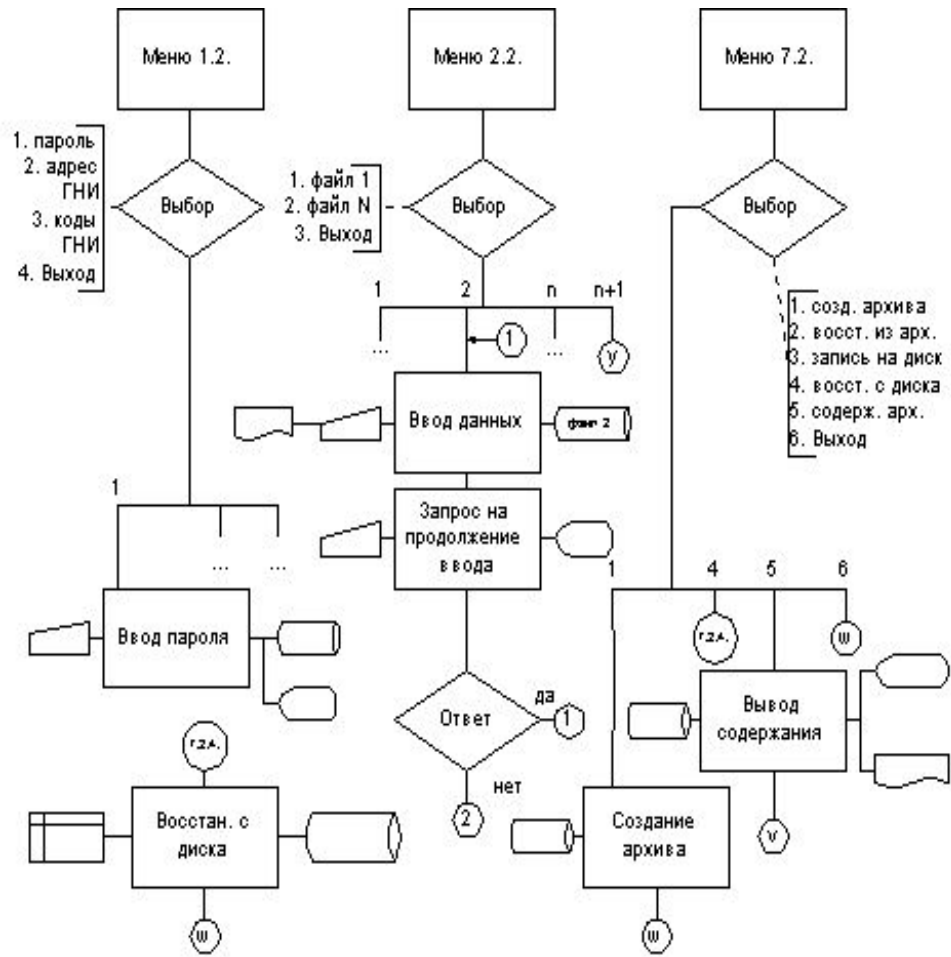 Меню 1.2.
Меню 2.2.
Меню 7.2.
1. пароль
2. адрес
ГНИ
3. коды
ГНИ
4. Выход
Выбор
1. файл 1
2. файл N
3. Выход
Выбор
Выбор
1. созд. архива
2. восст. из арх.
3. запись на диск
4. восст. с диска
5. содерж. арх.
6. Выход
1
2
n
n+1
...
1
...
y
Ввод данных
файл 2
Запрос на
продолжение
ввода
1
...
...
Ввод пароля
1
4
5
6
г.2.А.
w
Вывод
содержания
Ответ
да
1
нет
2
г.2.А.
Восстан. с
диска
w
Создание
архива
v
w